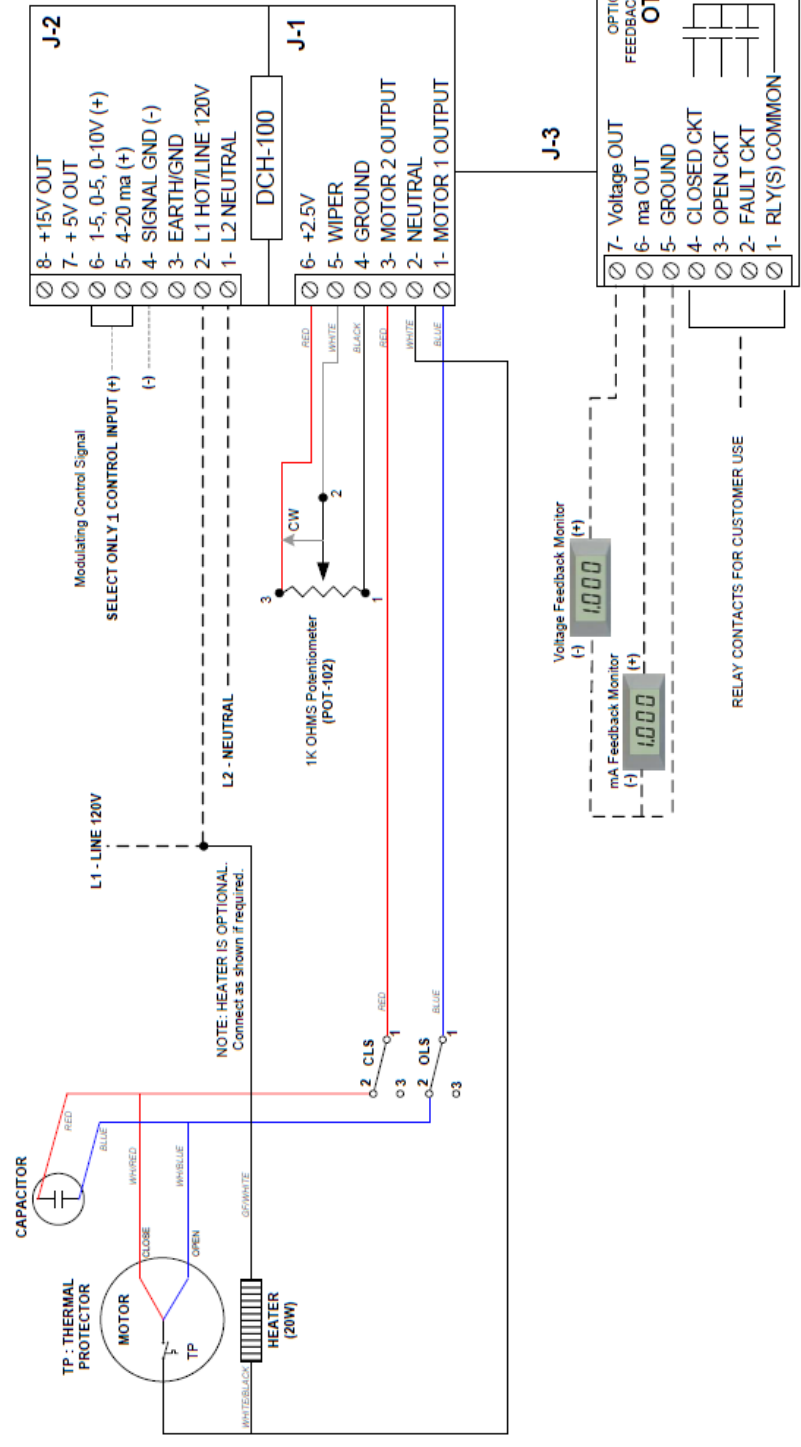 J-2
8- +15V OUT
7- + 5V OUT
6- 1-5, 0-5, 0-10V (+)
5- 4-20 ma (+)
4- SIGNAL GND (-)
3- EARTH/GND
2- L1 HOT/LINE 120V
1- L2 NEUTRAL
DCH-100
J-1
6- +2.5V
5- WIPER
4- GROUND
3- MOTOR 2 OUTPUT
2- NEUTRAL
1- MOTOR 1 OUTPUT
Modulating Control Signal
SELECT ONLY 1 CONTROL INPUT (+)
(-)
L1 - LINE 120V
L2 - NEUTRAL
RED
WHITE
BLACK
RED
WHITE
BLUE
3
CW
2
1
1K OHMS Potentiometer
(POT-102)
NOTE: HEATER IS OPTIONAL.
Connect as shown if required.
CAPACITOR
RED
BLUE
TP : THERMAL
PROTECTOR
MOTOR
TP
CLOSE
OPEN
WH/RED
WH/BLUE
HEATER
(20W)
WHITE/BLACK
2 CLS 1
3
RED
2 OLS 1
3
BLUE
J-3
7- Voltage OUT
6- ma OUT
5- GROUND
4- CLOSED CKT
3- OPEN CKT
2- FAULT CKT
1- RLY(S) COMMON
Voltage Feedback Monitor
(-)
1.000
(+)
mA Feedback Monitor
(-)
1.000
(+)
RELAY CONTACTS FOR CUSTOMER USE